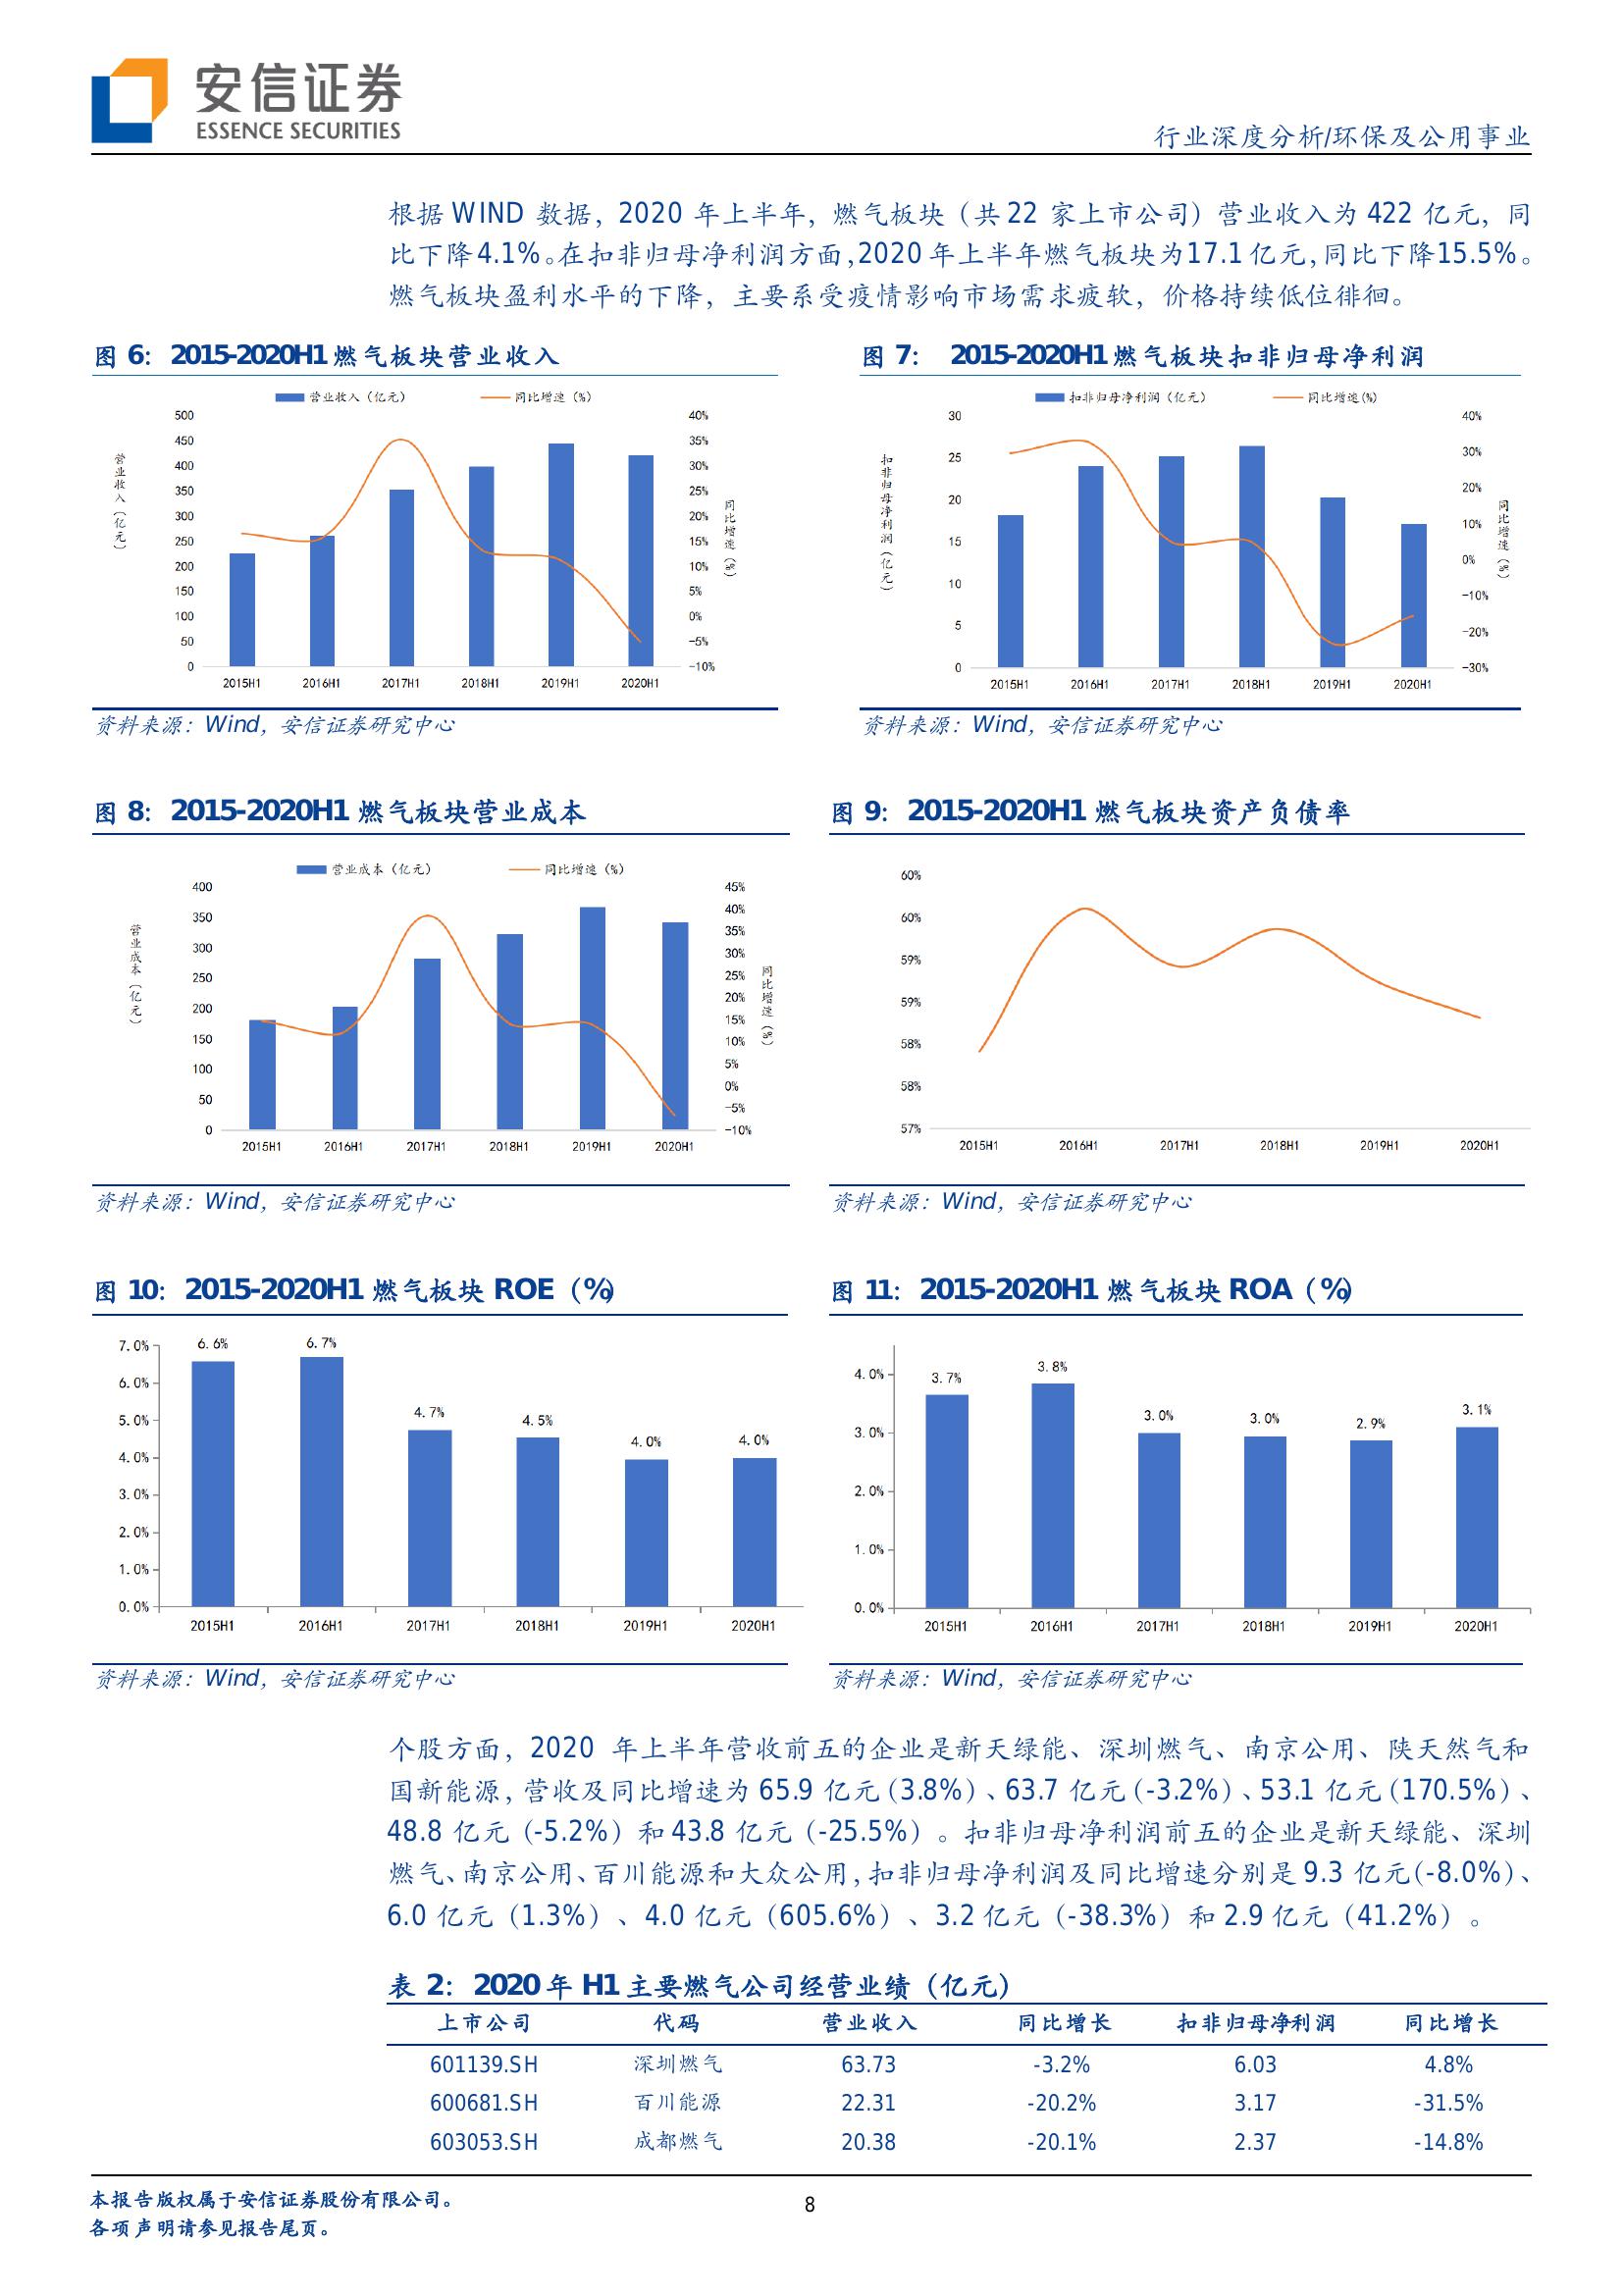 安信证券
ESSENCE SECURITIES
行业深度分析/环保及公用事业
根据 WIND 数据，2020 年上半年，燃气板块（共 22 家上市公司）营业收入为 422 亿元，同
比下降 4.1%。在扣非归母净利润方面，2020 年上半年燃气板块为 17.1 亿元，同比下降 15.5%。
燃气板块盈利水平的下降，主要系受疫情影响市场需求疲软，价格持续低位徘徊。
图 6：2015-2020H1 燃气板块营业收入
营业收入（亿元） 同比增速（%）
500
450
400
350
300
250
200
150
100
50
0
营业收入（亿元）
40%
35%
30%
25%
20%
15%
10%
5%
0%
-5%
-10%
同比增速（%）
2015H1 2016H1 2017H1 2018H1 2019H1 2020H1
资料来源：Wind，安信证券研究中心
图 7： 2015-2020H1 燃气板块扣非归母净利润
扣非归母净利润（亿元） 同比增速(%)
30
25
20
15
10
5
0
扣非归母净利润（亿元）
40%
30%
20%
10%
0%
-10%
-20%
-30%
同比增速（%）
2015H1 2016H1 2017H1 2018H1 2019H1 2020H1
资料来源：Wind，安信证券研究中心
图 8：2015-2020H1 燃气板块营业成本
营业成本（亿元） 同比增速（%）
400
350
300
250
200
150
100
50
0
营业成本（亿元）
45%
40%
35%
30%
25%
20%
15%
10%
5%
0%
-5%
-10%
同比增速（%）
2015H1 2016H1 2017H1 2018H1 2019H1 2020H1
资料来源：Wind，安信证券研究中心
图 9：2015-2020H1 燃气板块资产负债率
60%
60%
59%
59%
58%
58%
57%
2015H1 2016H1 2017H1 2018H1 2019H1 2020H1
资料来源：Wind，安信证券研究中心
图 10：2015-2020H1 燃气板块 ROE（%）
7.0%
6.0%
5.0%
4.0%
3.0%
2.0%
1.0%
0.0%
6.6% 6.7% 4.7% 4.5% 4.0% 4.0%
2015H1 2016H1 2017H1 2018H1 2019H1 2020H1
资料来源：Wind，安信证券研究中心
图 11：2015-2020H1 燃气板块 ROA（%）
4.0%
3.0%
2.0%
1.0%
0.0%
3.7% 3.8% 3.0% 3.0% 2.9% 3.1%
2015H1 2016H1 2017H1 2018H1 2019H1 2020H1
资料来源：Wind，安信证券研究中心
个股方面，2020 年上半年营收前五的企业是新天绿能、深圳燃气、南京公用、陕天然气和
国新能源，营收及同比增速为 65.9 亿元（3.8%）、63.7 亿元（-3.2%）、53.1 亿元（170.5%）、
48.8 亿元（-5.2%）和 43.8 亿元（-25.5%）。扣非归母净利润前五的企业是新天绿能、深圳
燃气、南京公用、百川能源和大众公用，扣非归母净利润及同比增速分别是 9.3 亿元（-8.0%）、
6.0 亿元（1.3%）、4.0 亿元（605.6%）、3.2 亿元（-38.3%）和 2.9 亿元（41.2%）。
表 2：2020 年 H1 主要燃气公司经营业绩（亿元）
上市公司 代码 营业收入 同比增长 扣非归母净利润 同比增长
601139.SH 深圳燃气 63.73 -3.2% 6.03 4.8%
600681.SH 百川能源 22.31 -20.2% 3.17 -31.5%
603053.SH 成都燃气 20.38 -20.1% 2.37 -14.8%
本报告版权属于安信证券股份有限公司。
各项声明请参见报告尾页。
8